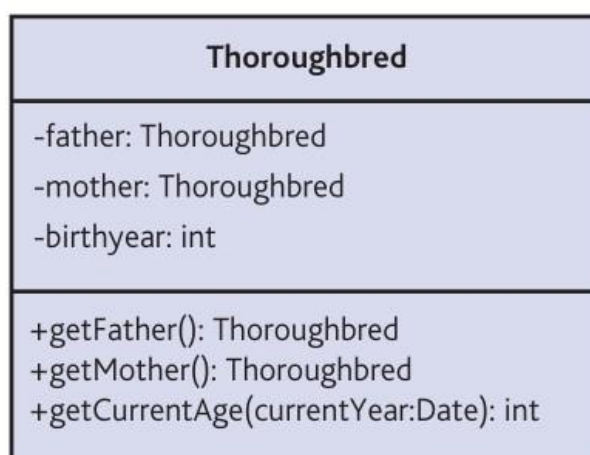 Thoroughbred
-father: Thoroughbred
-mother: Thoroughbred
-birthyear: int
+getFather(): Thoroughbred
+getMother(): Thoroughbred
+getCurrentAge(currentYear:Date): int